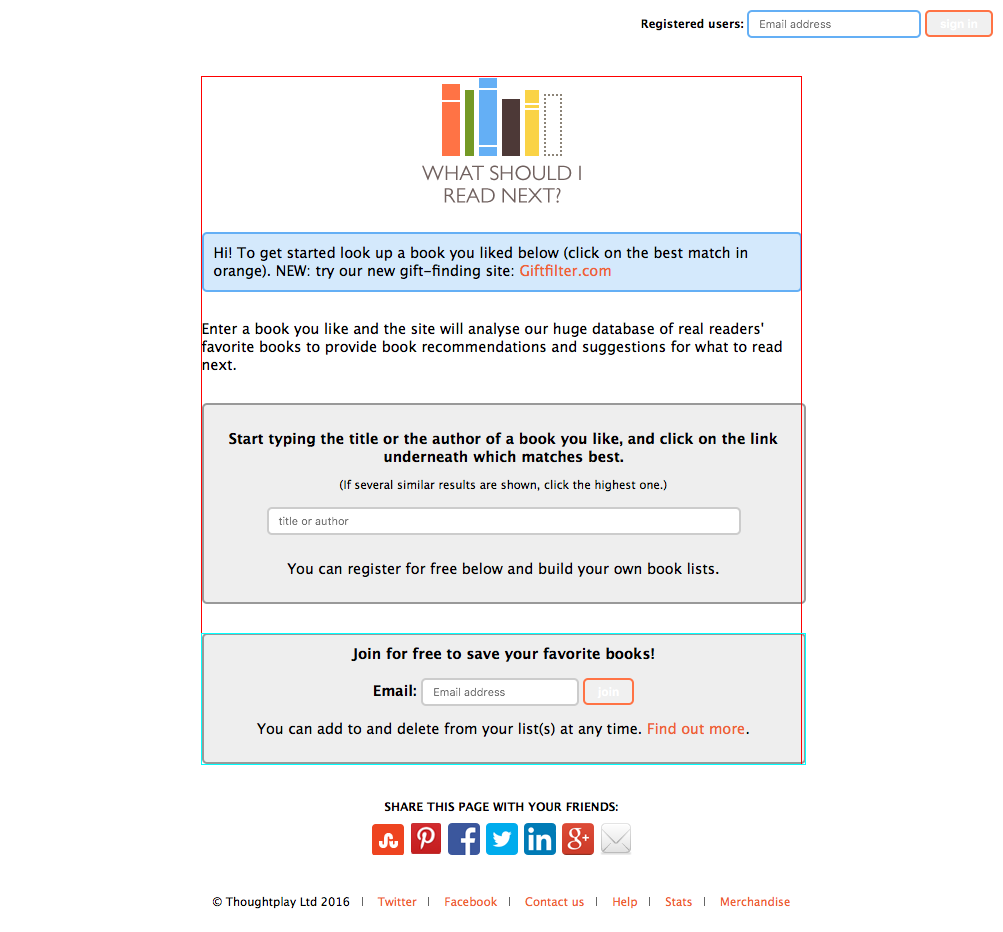 Registered users: Email address sign in
WHAT SHOULD I
READ NEXT?
Hi! To get started look up a book you liked below (click on the best match in
orange). NEW: try our new gift-finding site: Giftfilter.com
Enter a book you like and the site will analyse our huge database of real readers'
favorite books to provide book recommendations and suggestions for what to read
next.
Start typing the title or the author of a book you like, and click on the link
underneath which matches best.
(If several similar results are shown, click the highest one.)
title or author
You can register for free below and build your own book lists.
Join for free to save your favorite books!
Email: Email address Join
You can add to and delete from your list(s) at any time. Find out more.
SHARE THIS PAGE WITH YOUR FRIENDS:
© Thoughtplay Ltd 2016 | Twitter | Facebook | Contact us | Help | Stats | Merchandise